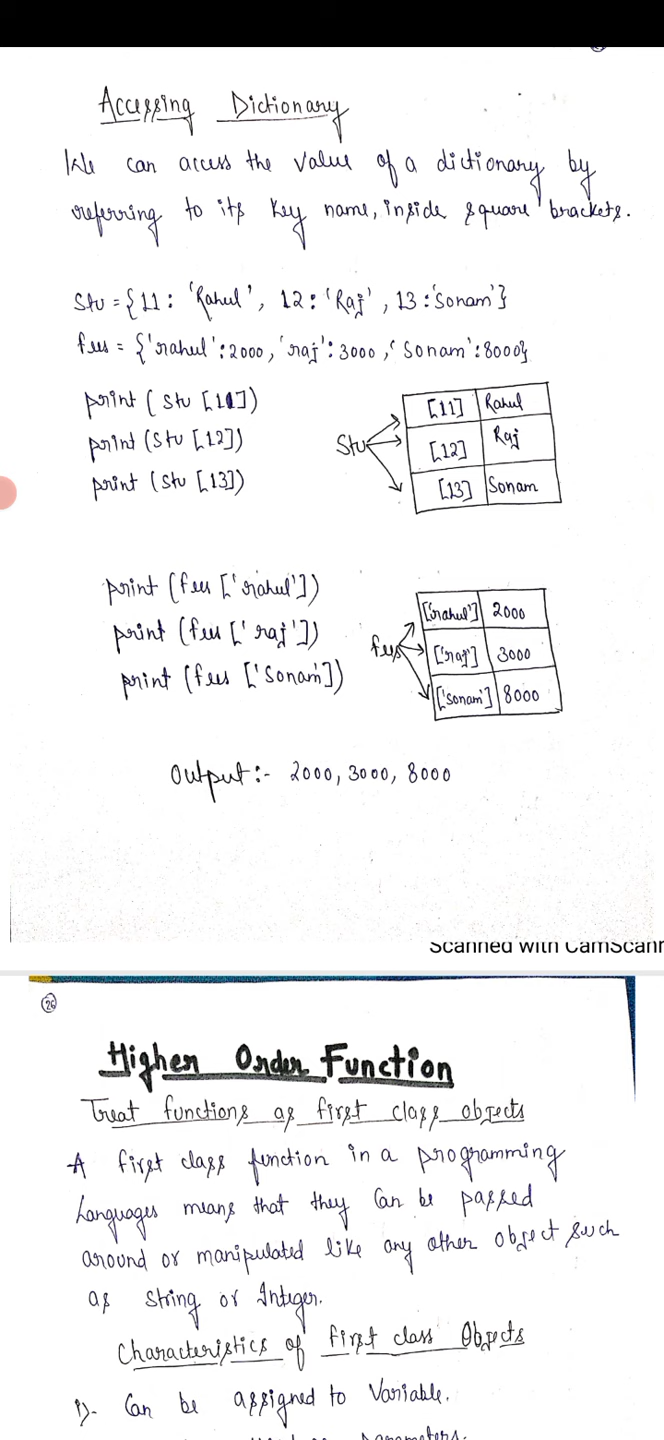 Accessing Dictionary
We can access the value of a dictionary by
referring to its key name, inside square brackets.
Stu = {11: 'Rahul', 12: 'Raj', 13: 'Sonam'}
fees = {'rahul': 2000, 'raj': 3000, 'sonam': 8000}
print (Stu [11])
print (Stu [12])
print (Stu [13])
Stu
[11] Rahul
[12] Raj
[13] Sonam
print (fees ['rahul'])
print (fees ['raj'])
print (fees ['sonam'])
fees
['rahul'] 2000
['raj'] 3000
['sonam'] 8000
Output:- 2000, 3000, 8000
Scanned with CamScanr
26
Higher Order Function
Treat functions as first class objects
A first class function in a programming
Languages means that they Can be passed
around or manipulated like any other object such
as String or Integer.
Characteristics of first class Objects
1). Can be assigned to Variable.
parameters.